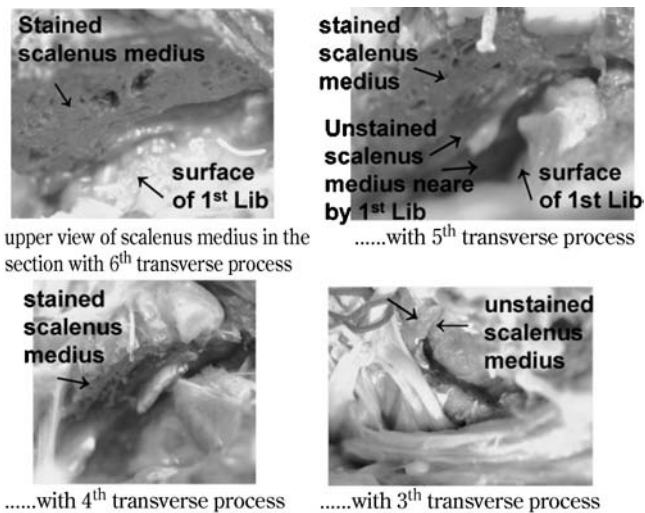 Stained
scalenus medius
surface
of 1st Lib
upper view of scalenus medius in the
section with 6th transverse process
stained
scalenus
medius
Unstained
scalenus
medius neare
by 1st Lib
surface
of 1st Lib
......with 5th transverse process
stained
scalenus
medius
......with 4th transverse process
unstained
scalenus
medius
......with 3th transverse process